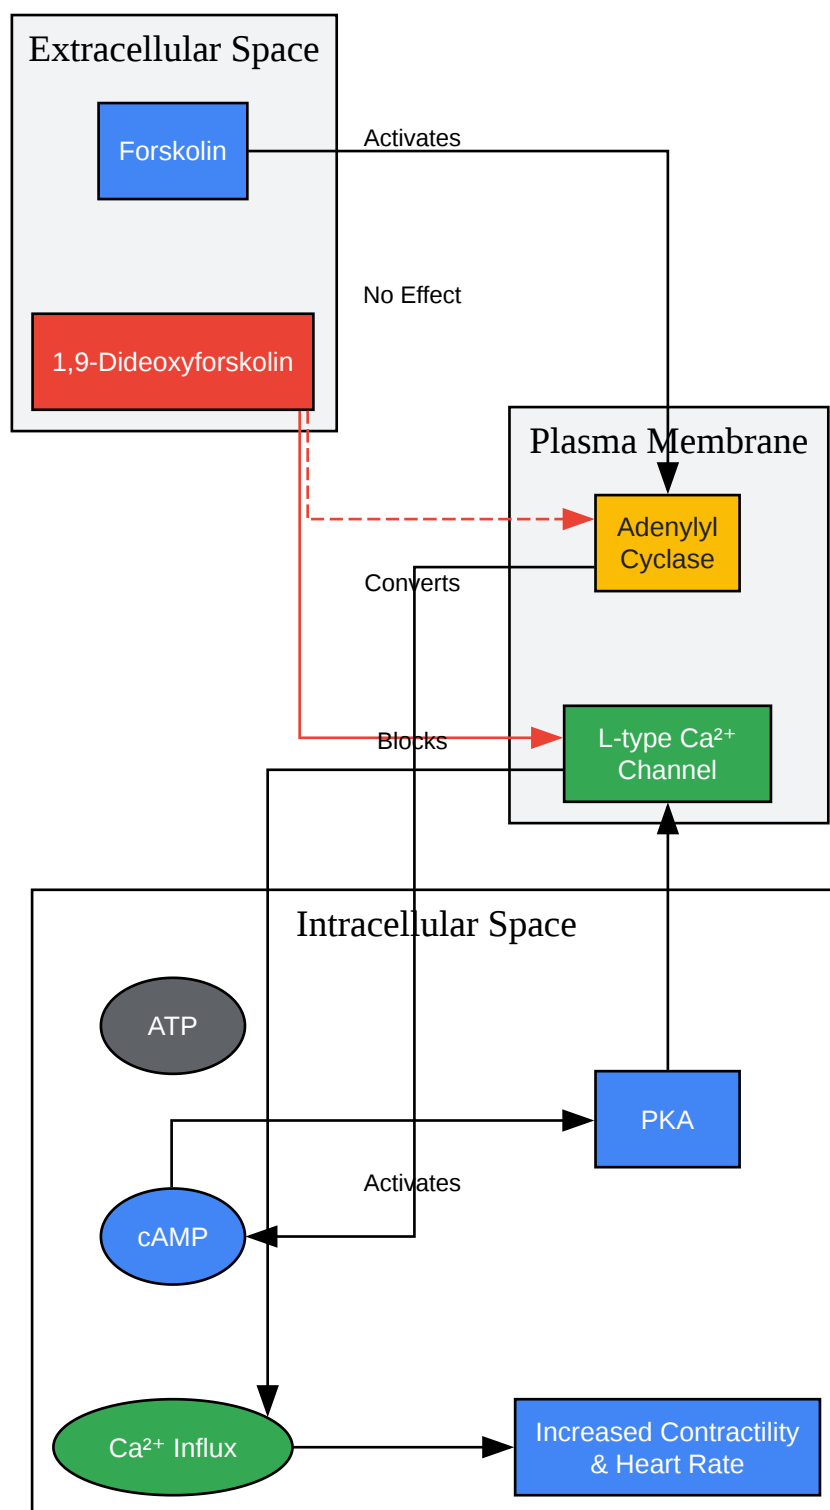 Extracellular Space
Activates
Forskolin
No Effect
1,9-Dideoxyforskolin
Plasma Membrane
Adenylyl
Cyclase
Converts
L-type Ca²⁺
Channel
Blocks
Intracellular Space
ATP
PKA
Activates
cAMP
Ca²⁺ Influx
Increased Contractility
& Heart Rate